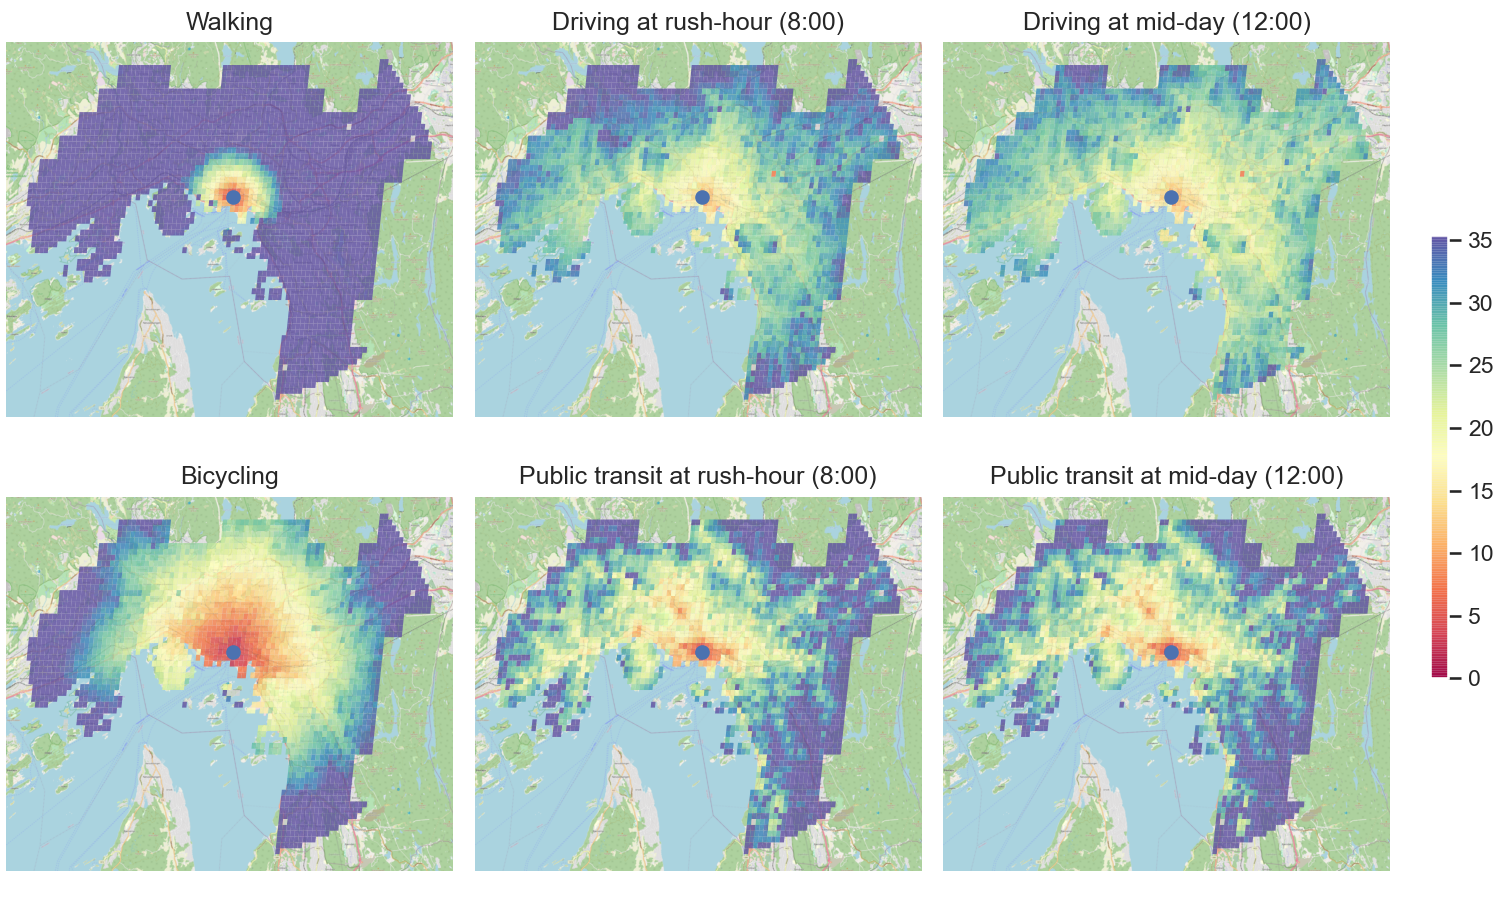 Walking
Driving at rush-hour (8:00)
Driving at mid-day (12:00)
35
30
25
20
15
10
5
0
Bicycling
Public transit at rush-hour (8:00)
Public transit at mid-day (12:00)